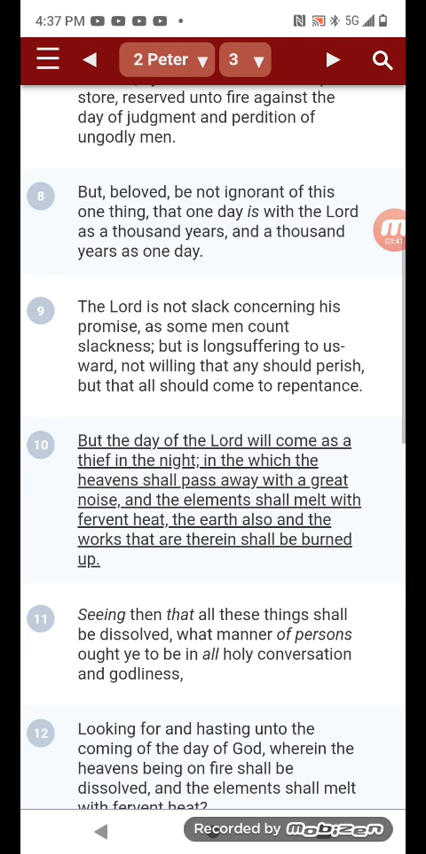 4:37 PM
5G
2 Peter ▼ 3 ▼
store, reserved unto fire against the
day of judgment and perdition of
ungodly men.
8
But, beloved, be not ignorant of this
one thing, that one day is with the Lord
as a thousand years, and a thousand
years as one day.
03:41
9
The Lord is not slack concerning his
promise, as some men count
slackness; but is longsuffering to us-
ward, not willing that any should perish,
but that all should come to repentance.
10
But the day of the Lord will come as a
thief in the night; in the which the
heavens shall pass away with a great
noise, and the elements shall melt with
fervent heat, the earth also and the
works that are therein shall be burned
up.
11
Seeing then that all these things shall
be dissolved, what manner of persons
ought ye to be in all holy conversation
and godliness,
12
Looking for and hasting unto the
coming of the day of God, wherein the
heavens being on fire shall be
dissolved, and the elements shall melt
with fervent heat?
Recorded by mobizen